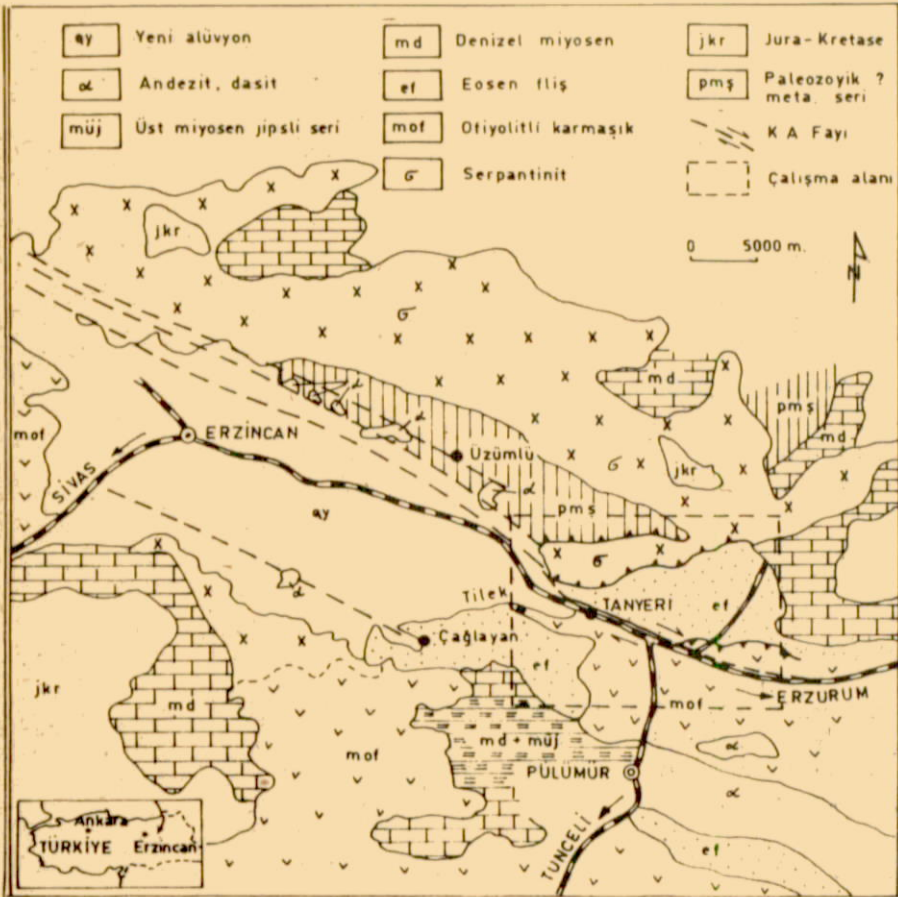 ay Yeni alüvyon
α Andezit, dasit
müj Üst miyosen jipsli seri
md Denizel miyosen
ef Eosen fliş
mof Ofiyolitli karmaşık
σ Serpantinit
jkr Jura-Kretase
pmş Paleozoyik ?
meta. seri
K A Fayı
Çalışma alanı
0 5000 m.
N
jkr
σ
md
pmş
md
α
mof
ERZİNCAN
α
Üzümlü
σ
jkr
SİVAS
α
ay
pmş
σ
Tilek
TANYERİ
ef
α
Çağlayan
ef
jkr
md
mof
ERZURUM
md + müj
mof
α
PÜLÜMÜR
α
TUNCELİ
ef
Ankara
TÜRKİYE Erzincan